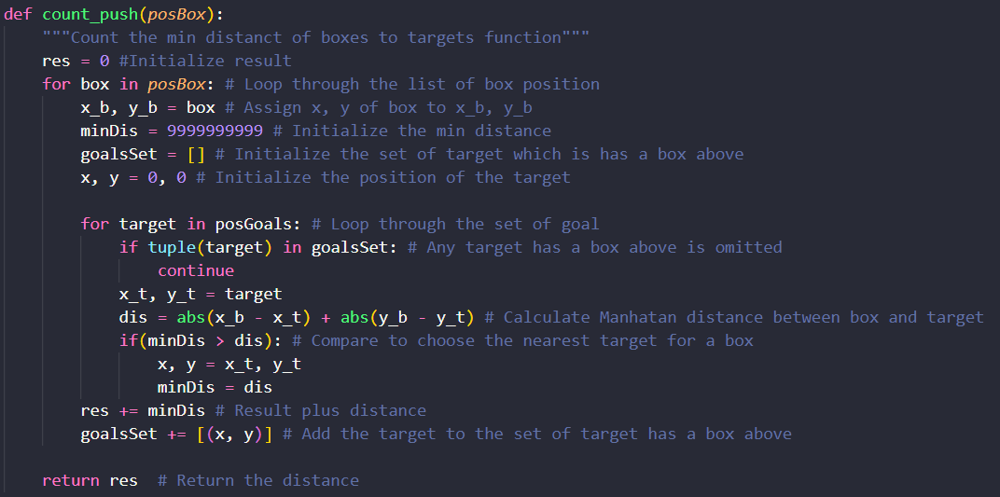 def count_push(posBox):
    """Count the min distanct of boxes to targets function"""
    res = 0 #Initialize result
    for box in posBox: # Loop through the list of box position
        x_b, y_b = box # Assign x, y of box to x_b, y_b
        minDis = 9999999999 # Initialize the min distance
        goalsSet = [] # Initialize the set of target which is has a box above
        x, y = 0, 0 # Initialize the position of the target

        for target in posGoals: # Loop through the set of goal
            if tuple(target) in goalsSet: # Any target has a box above is omitted
                continue
            x_t, y_t = target
            dis = abs(x_b - x_t) + abs(y_b - y_t) # Calculate Manhatan distance between box and target
            if(minDis > dis): # Compare to choose the nearest target for a box
                x, y = x_t, y_t
                minDis = dis
        res += minDis # Result plus distance
        goalsSet += [(x, y)] # Add the target to the set of target has a box above

    return res  # Return the distance